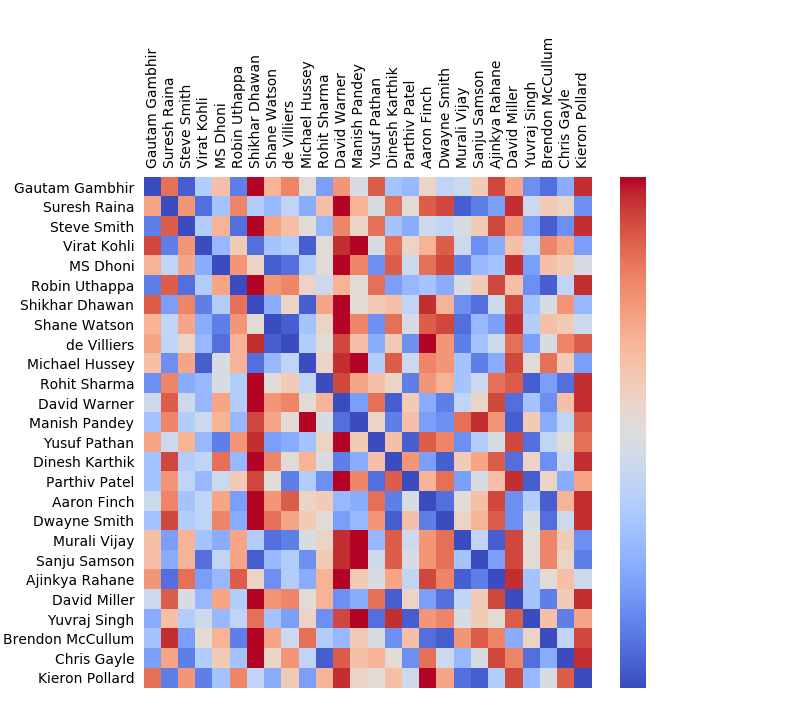 Gautam Gambhir
Suresh Raina
Steve Smith
Virat Kohli
MS Dhoni
Robin Uthappa
Shikhar Dhawan
Shane Watson
de Villiers
Michael Hussey
Rohit Sharma
David Warner
Manish Pandey
Yusuf Pathan
Dinesh Karthik
Parthiv Patel
Aaron Finch
Dwayne Smith
Murali Vijay
Sanju Samson
Ajinkya Rahane
David Miller
Yuvraj Singh
Brendon McCullum
Chris Gayle
Kieron Pollard
Gautam Gambhir
Suresh Raina
Steve Smith
Virat Kohli
MS Dhoni
Robin Uthappa
Shikhar Dhawan
Shane Watson
de Villiers
Michael Hussey
Rohit Sharma
David Warner
Manish Pandey
Yusuf Pathan
Dinesh Karthik
Parthiv Patel
Aaron Finch
Dwayne Smith
Murali Vijay
Sanju Samson
Ajinkya Rahane
David Miller
Yuvraj Singh
Brendon McCullum
Chris Gayle
Kieron Pollard